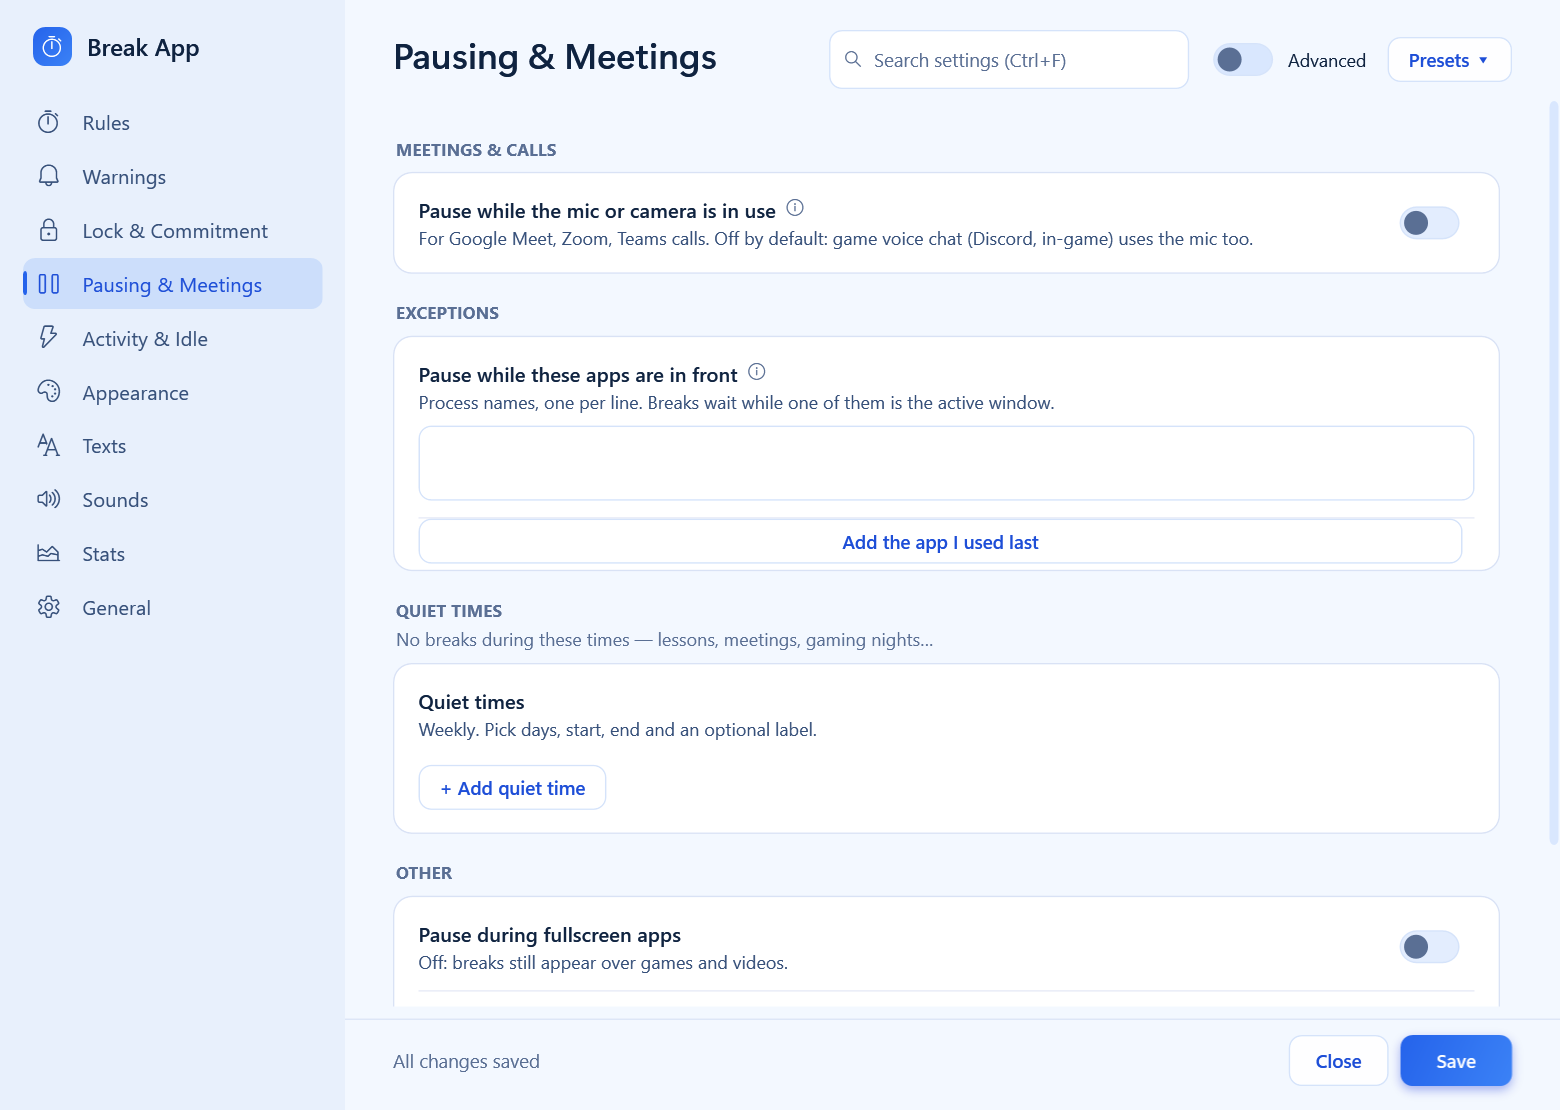 Break App
Rules
Warnings
Lock & Commitment
Pausing & Meetings
Activity & Idle
Appearance
Texts
Sounds
Stats
General
Pausing & Meetings
Search settings (Ctrl+F)
Advanced
Presets ▼
MEETINGS & CALLS
Pause while the mic or camera is in use
For Google Meet, Zoom, Teams calls. Off by default: game voice chat (Discord, in-game) uses the mic too.
EXCEPTIONS
Pause while these apps are in front
Process names, one per line. Breaks wait while one of them is the active window.
Add the app I used last
QUIET TIMES
No breaks during these times — lessons, meetings, gaming nights...
Quiet times
Weekly. Pick days, start, end and an optional label.
+ Add quiet time
OTHER
Pause during fullscreen apps
Off: breaks still appear over games and videos.
All changes saved
Close
Save